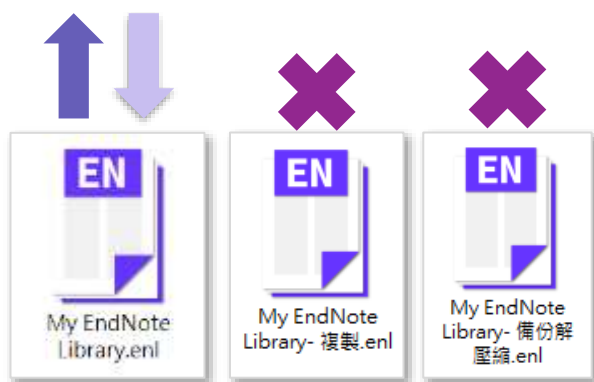 EN
My EndNote
Library.enl
EN
My EndNote
Library- 複製.enl
EN
My EndNote
Library- 備份解
壓縮.enl